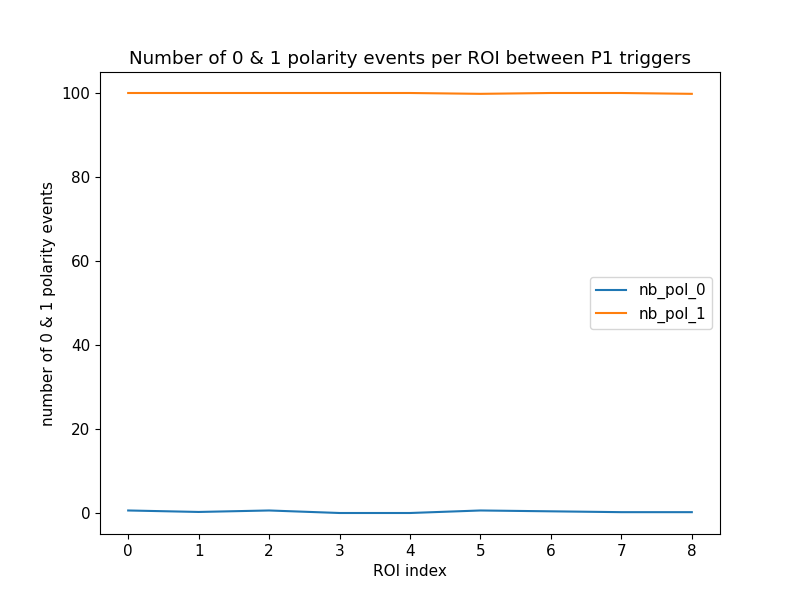 Number of 0 & 1 polarity events per ROI between P1 triggers
number of 0 & 1 polarity events
100
80
60
40
20
0
nb_pol_0
nb_pol_1
0 1 2 3 4 5 6 7 8
ROI index